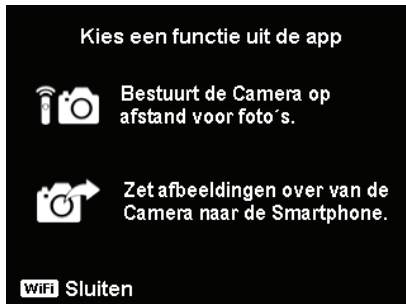 Kies een functie uit de app
Bestuurt de Camera op
afstand voor foto´s.
Zet afbeeldingen over van de
Camera naar de Smartphone.
WiFi Sluiten